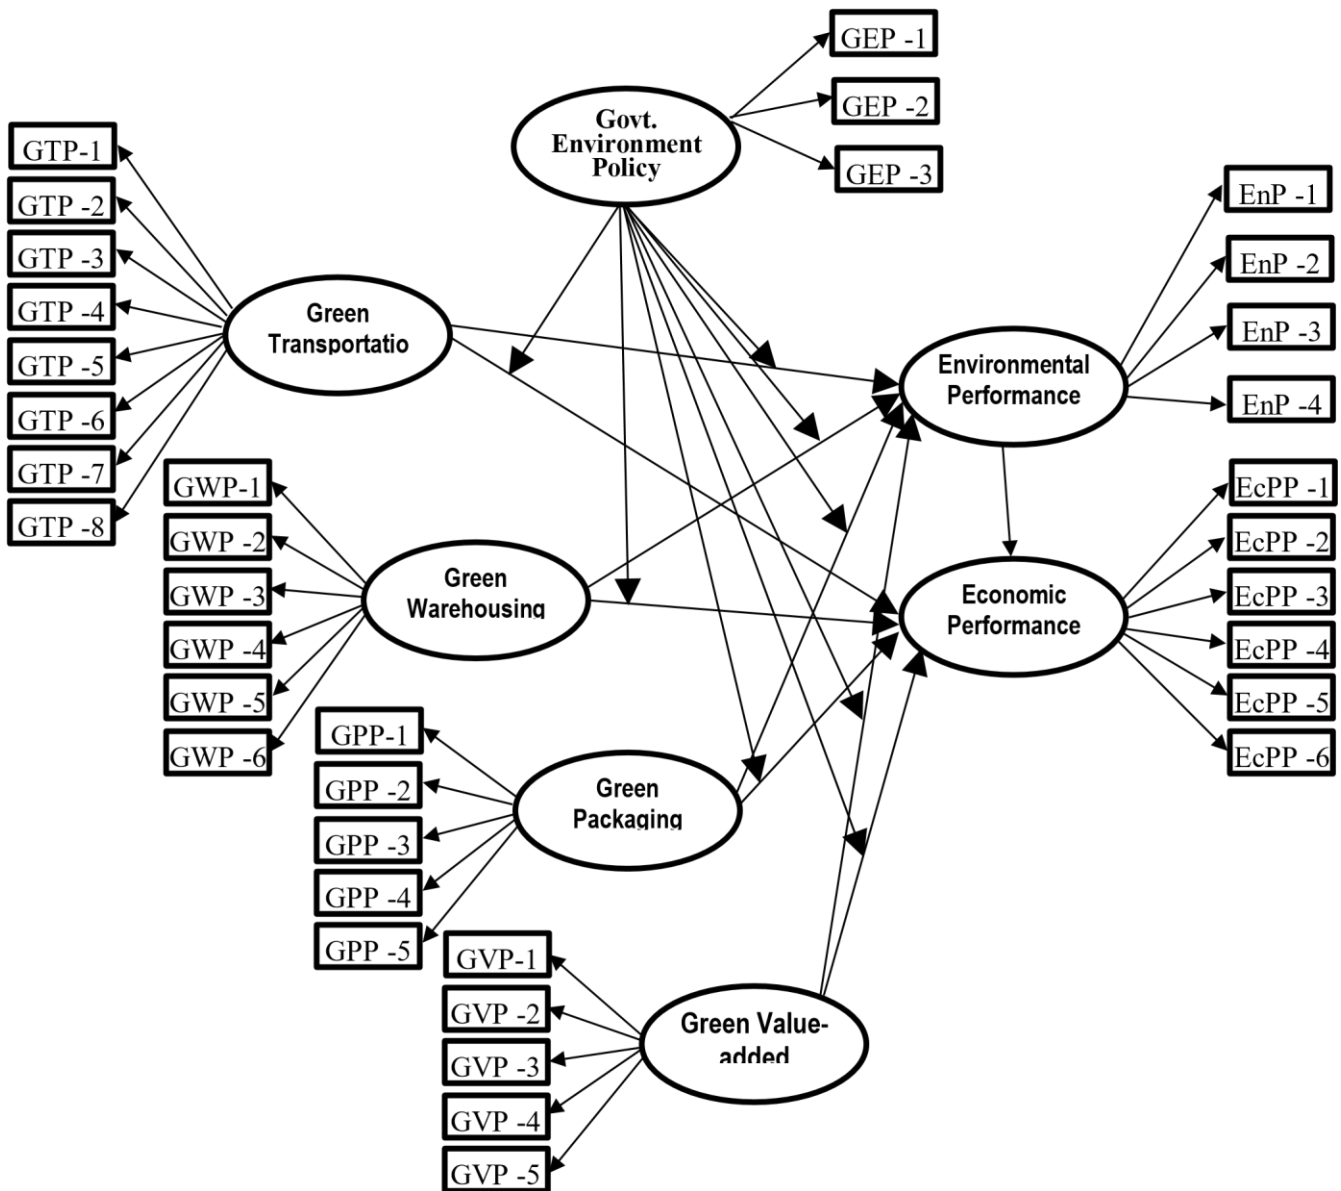 GEP -1
GEP -2
GEP -3
Govt.
Environment
Policy
GTP-1
GTP -2
GTP -3
GTP -4
GTP -5
GTP -6
GTP -7
GTP -8
Green
Transportatio
EnP -1
EnP -2
EnP -3
EnP -4
Environmental
Performance
GWP-1
GWP -2
GWP -3
GWP -4
GWP -5
GWP -6
Green
Warehousing
EcPP -1
EcPP -2
EcPP -3
EcPP -4
EcPP -5
EcPP -6
Economic
Performance
GPP-1
GPP -2
GPP -3
GPP -4
GPP -5
Green
Packaging
GVP-1
GVP -2
GVP -3
GVP -4
GVP -5
Green Value-
added